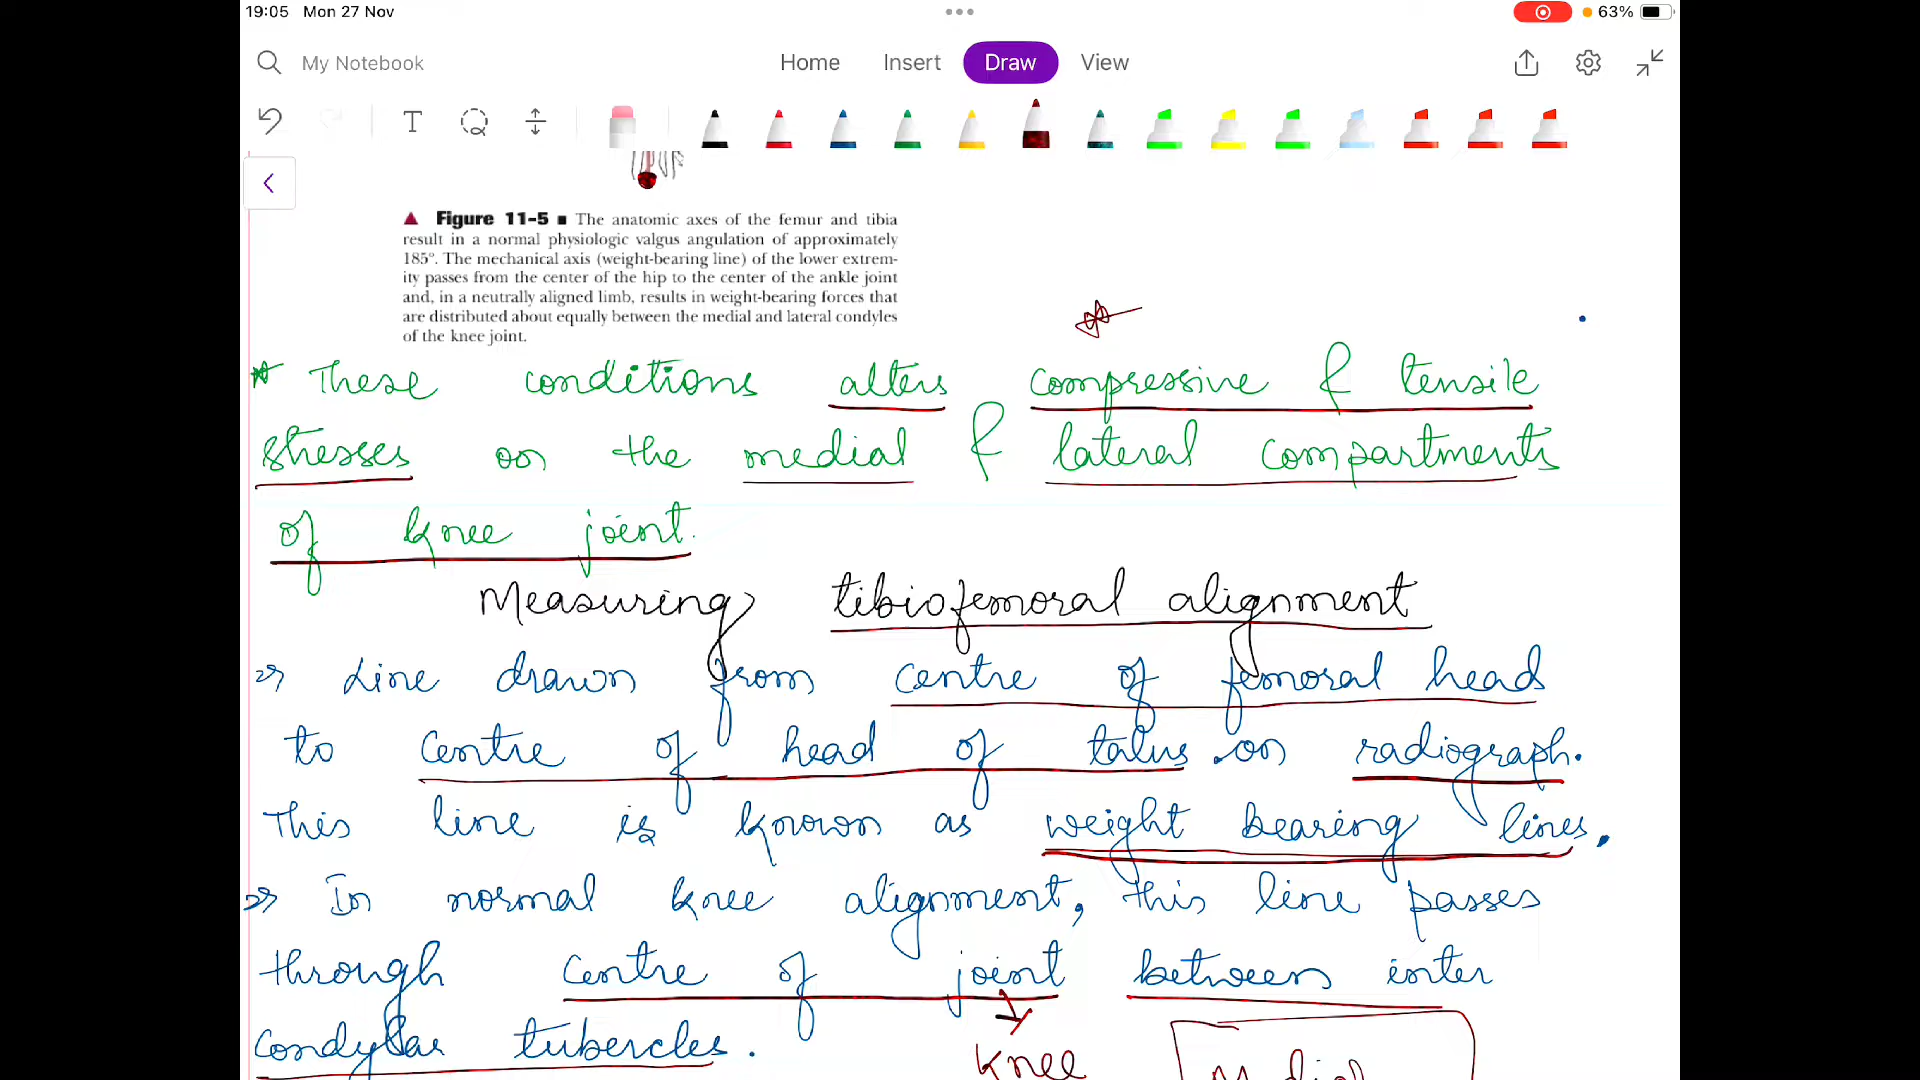 19:05 Mon 27 Nov
63%
My Notebook
Home Insert Draw View
T
▲ Figure 11-5 ■ The anatomic axes of the femur and tibia
result in a normal physiologic valgus angulation of approximately
185°. The mechanical axis (weight-bearing line) of the lower extrem-
ity passes from the center of the hip to the center of the ankle joint
and, in a neutrally aligned limb, results in weight-bearing forces that
are distributed about equally between the medial and lateral condyles
of the knee joint.
* These conditions alters compressive & tensile
stresses on the medial & lateral compartments
of knee joint.
Measuring tibiofemoral alignment
=> Line drawn from centre of femoral head
to centre of head of talus on radiograph.
This line is known as weight bearing lines.
=> In normal knee alignment, this line passes
through centre of joint between inter
condylar tubercles.
knee
Medial